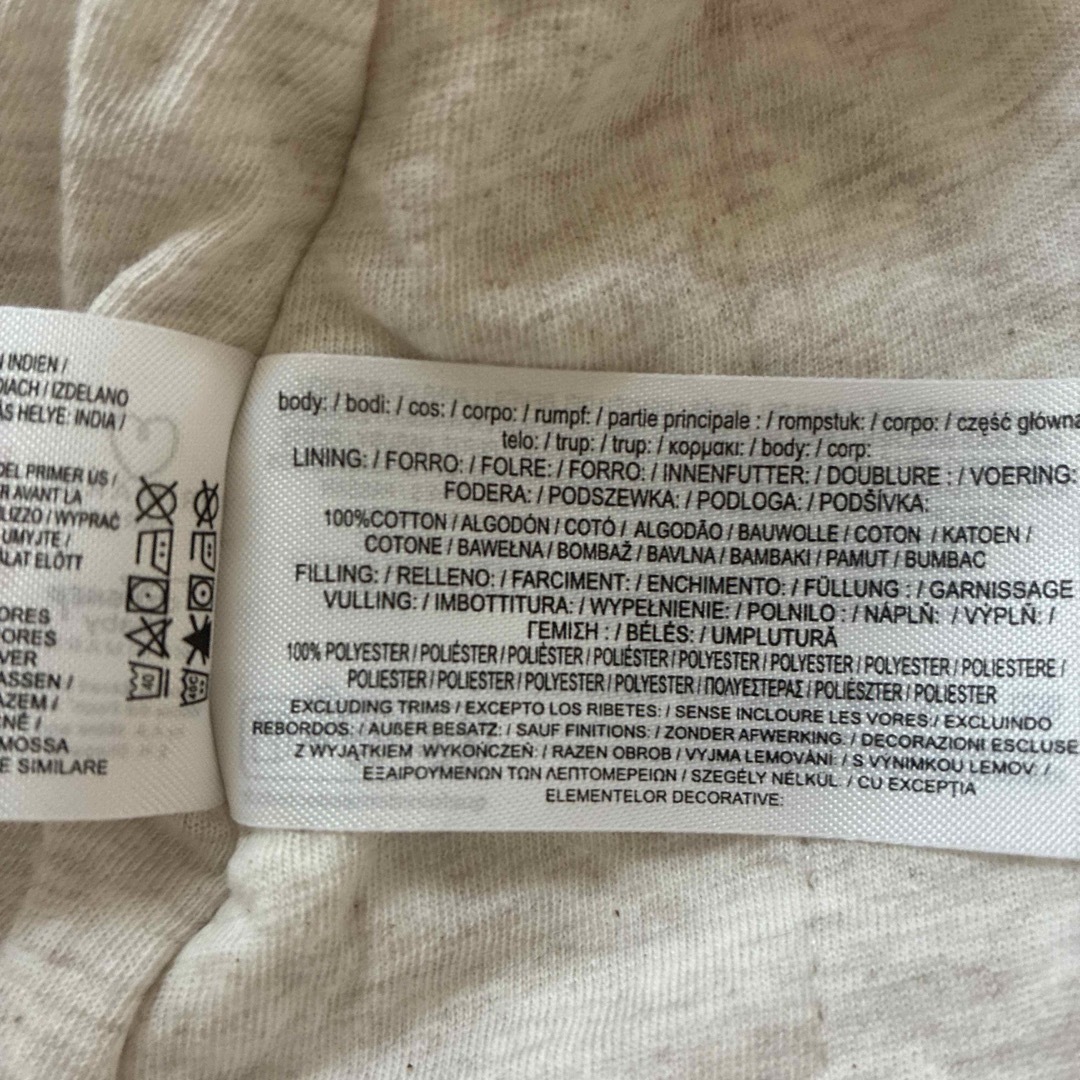 N INDIEN /
DIACH / IZDELANO
ÁS HELYE: INDIA /
DEL PRIMER US /
R AVANT LA
LIZZO / WYPRAĆ
UMYJTE /
ÁLAT ELŐTT
ORES
ORES
VER
ASSEN /
AZEM /
RNÉ /
MOSSA
E SIMILARE
40
body: / bodi: / cos: / corpo: / rumpf: / partie principale : / rompstuk: / corpo: / część główna
telo: / trup: / trup: / κορμακι: / body: / corp:
LINING: / FORRO: / FOLRE: / FORRO: / INNENFUTTER: / DOUBLURE : / VOERING:
FODERA: / PODSZEWKA: / PODLOGA: / PODŠÍVKA:
100%COTTON / ALGODÓN / COTÓ / ALGODÃO / BAUWOLLE / COTON / KATOEN /
COTONE / BAWEŁNA / BOMBAŽ / BAVLNA / BAMBAKI / PAMUT / BUMBAC
FILLING: / RELLENO: / FARCIMENT: / ENCHIMENTO: / FÜLLUNG : / GARNISSAGE
VULLING: / IMBOTTITURA: / WYPEŁNIENIE: / POLNILO : / NÁPLŇ: / VÝPLŇ: /
ΓΕΜΙΣΗ : / BÉLÉS: / UMPLUTURĂ
100% POLYESTER / POLIÉSTER / POLIÈSTER / POLIÉSTER / POLYESTER / POLYESTER / POLYESTER / POLIESTERE /
POLIESTER / POLIESTER / POLYESTER / POLYESTER / ΠΟΛΥΕΣΤΕΡΑΣ / POLIESZTER / POLIESTER
EXCLUDING TRIMS / EXCEPTO LOS RIBETES: / SENSE INCLOURE LES VORES:/ EXCLUINDO
REBORDOS: / AUßER BESATZ: / SAUF FINITIONS: / ZONDER AFWERKING. / DECORAZIONI ESCLUSE
Z WYJĄTKIEM WYKOŃCZEŃ: / RAZEN OBROB / VYJMA LEMOVÁNÍ: / S VÝNIMKOU LEMOV: /
ΕΞΑΙΡΟΥΜΕΝΩΝ ΤΩΝ ΛΕΠΤΟΜΕΡΕΙΩΝ / SZEGÉLY NÉLKÜL. / CU EXCEPŢIA
ELEMENTELOR DECORATIVE: